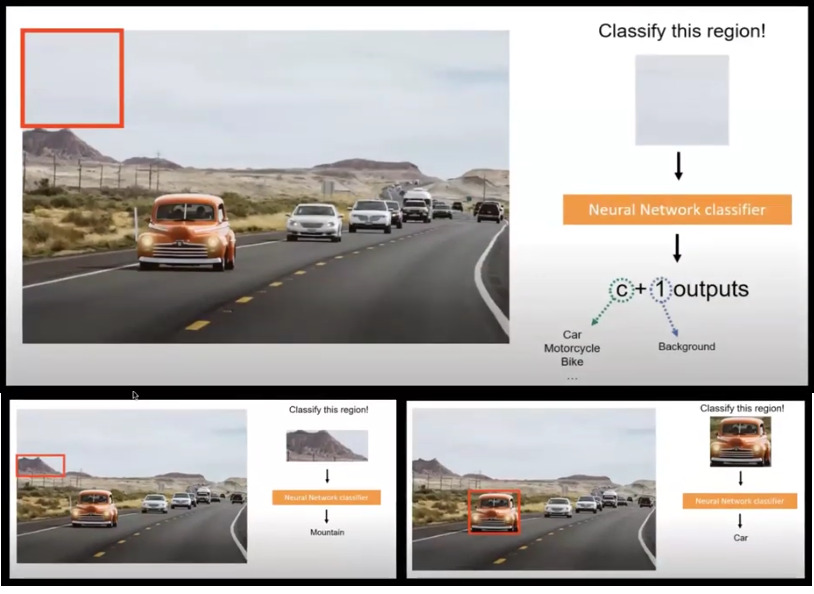 Classify this region!
Neural Network classifier
c + 1 outputs
Car
Motorcycle
Bike
...
Background
Classify this region!
Neural Network classifier
Mountain
Classify this region!
Neural Network classifier
Car